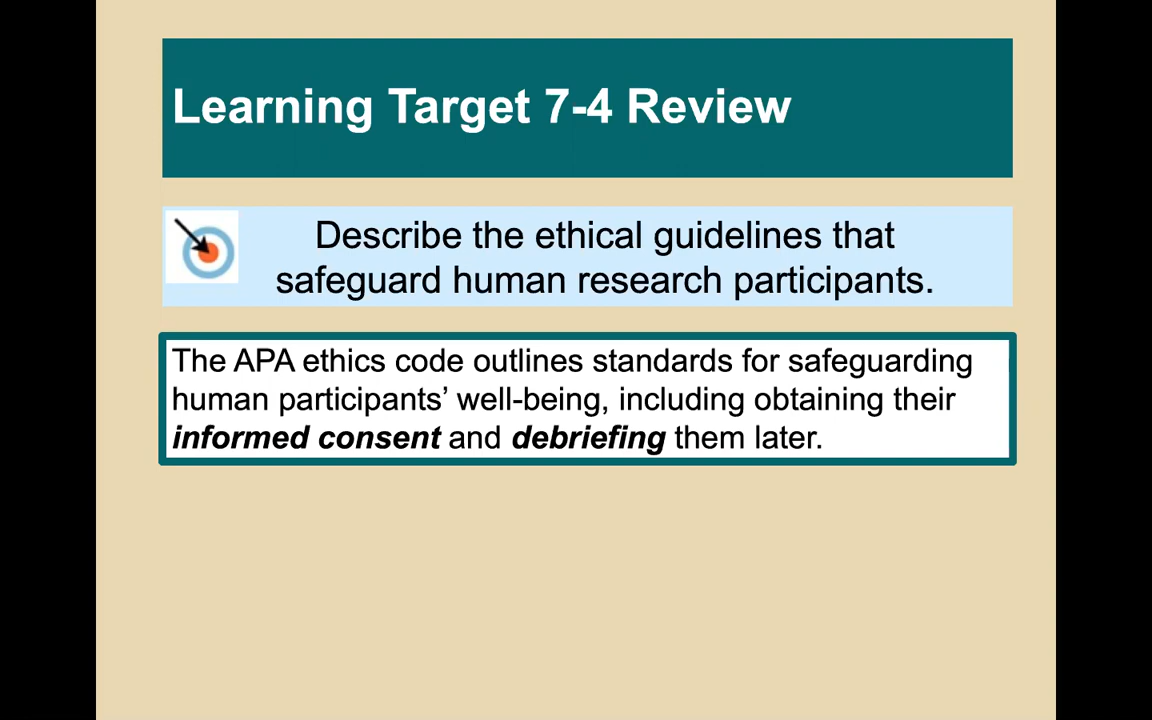 Learning Target 7-4 Review
Describe the ethical guidelines that
safeguard human research participants.
The APA ethics code outlines standards for safeguarding
human participants’ well-being, including obtaining their
informed consent and debriefing them later.